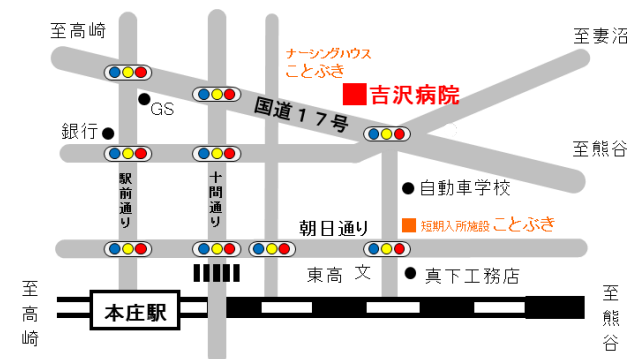 至高崎
至妻沼
ナーシングハウス
ことぶき
吉沢病院
GS
国道17号
銀行
至熊谷
駅前通り
十間通り
自動車学校
朝日通り
短期入所施設 ことぶき
東高 文
真下工務店
至高崎
本庄駅
至熊谷